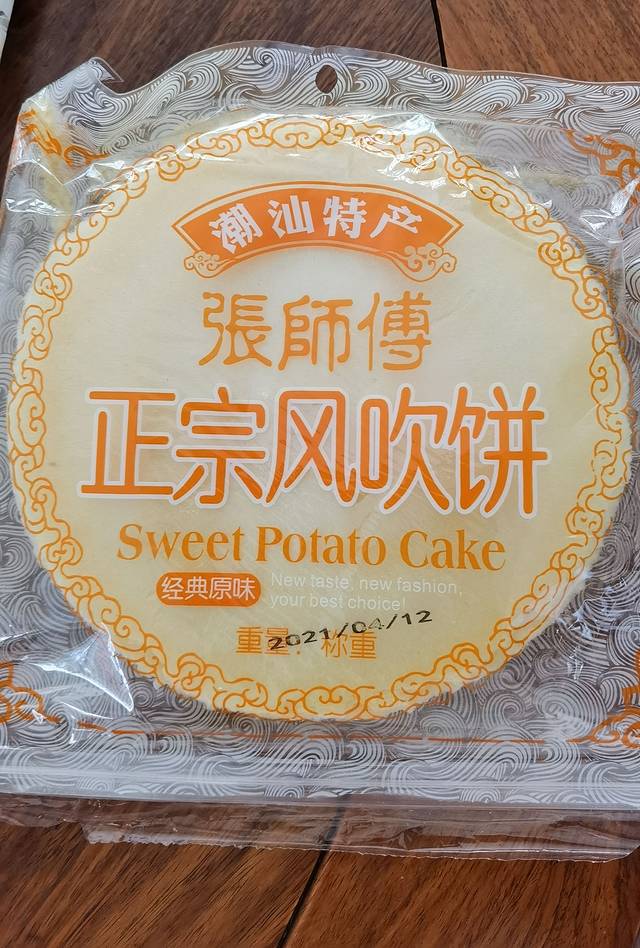 潮汕特产
張師傅
正宗风吹饼
Sweet Potato Cake
经典原味
New taste, new fashion,
your best choice!
重量：称重
2021/04/12